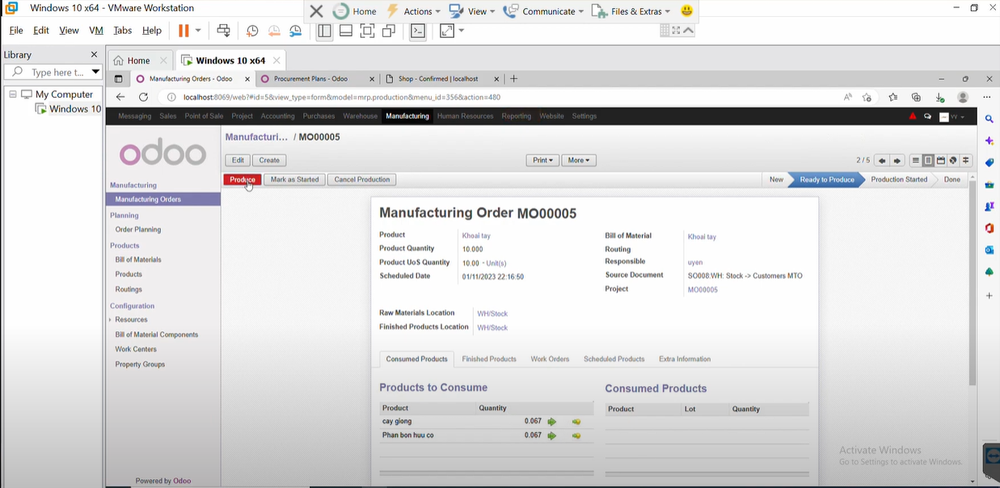 Windows 10 x64 - VMware Workstation
Home Actions View Communicate Files & Extras
File Edit View VM Tabs Help
Library
Home Windows 10 x64
Type here t...
My Computer
Windows 10
Manufacturing Orders - Odoo Procurement Plans - Odoo Shop - Confirmed | localhost
localhost:8069/web?#id=5&view_type=form&model=mrp.production&menu_id=356&action=480
Messaging Sales Point of Sale Project Accounting Purchases Warehouse Manufacturing Human Resources Reporting Website Settings
odoo
Manufacturi... / MO00005
Edit Create Print More 2 / 5
Produce Mark as Started Cancel Production New Ready to Produce Production Started Done
Manufacturing
Manufacturing Orders
Planning
Order Planning
Products
Bill of Materials
Products
Routings
Configuration
Resources
Bill of Material Components
Work Centers
Property Groups
Powered by Odoo
Manufacturing Order MO00005
Product Khoai tay
Product Quantity 10.000
Product UoS Quantity 10.00 - Unit(s)
Scheduled Date 01/11/2023 22:16:50
Bill of Material Khoai tay
Routing
Responsible uyen
Source Document SO008:WH: Stock -> Customers MTO
Project MO00005
Raw Materials Location WH/Stock
Finished Products Location WH/Stock
Consumed Products Finished Products Work Orders Scheduled Products Extra Information
Products to Consume
Product Quantity
cay giong 0.067
Phan bon huu co 0.067
Consumed Products
Product Lot Quantity
Activate Windows
Go to Settings to activate Windows.